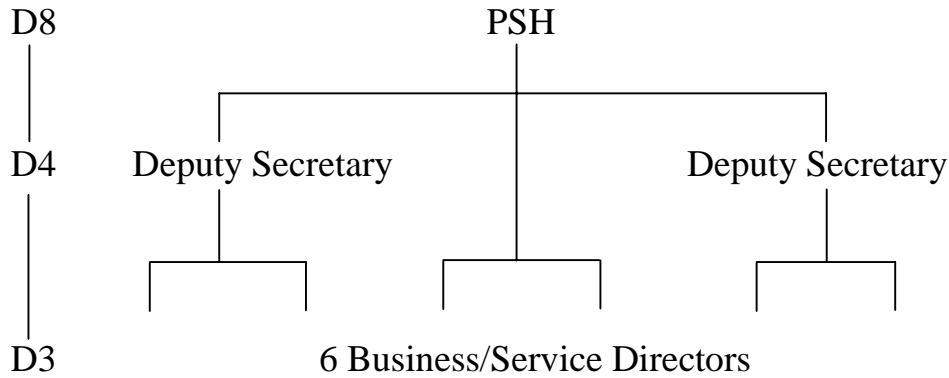 D8 PSH
D4 Deputy Secretary Deputy Secretary
D3 6 Business/Service Directors